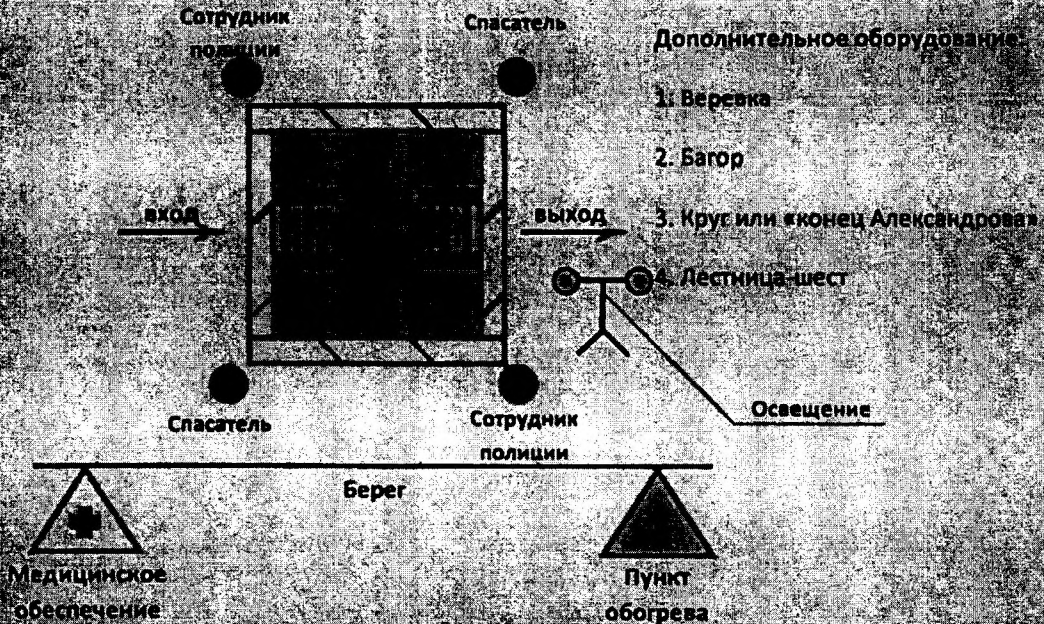 Сотрудник
полиции
Спасатель
Дополнительное оборудование:
1. Веревка
2. Багор
3. Круг или «конец Александрова»
4. Лестница-шест
вход
выход
Освещение
Спасатель
Сотрудник
полиции
Берег
Медицинское
обеспечение
Пункт
обогрева